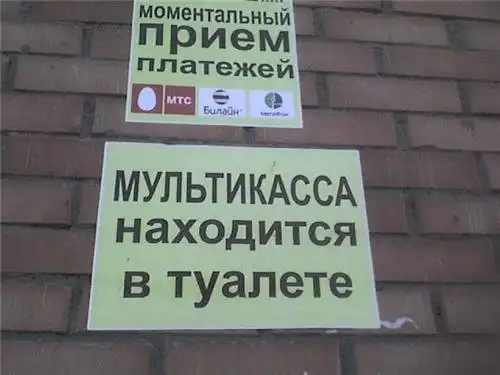 моментальный
прием
платежей
МТС
Билайн
МегаФон
МУЛЬТИКАССА
находится
в туалете